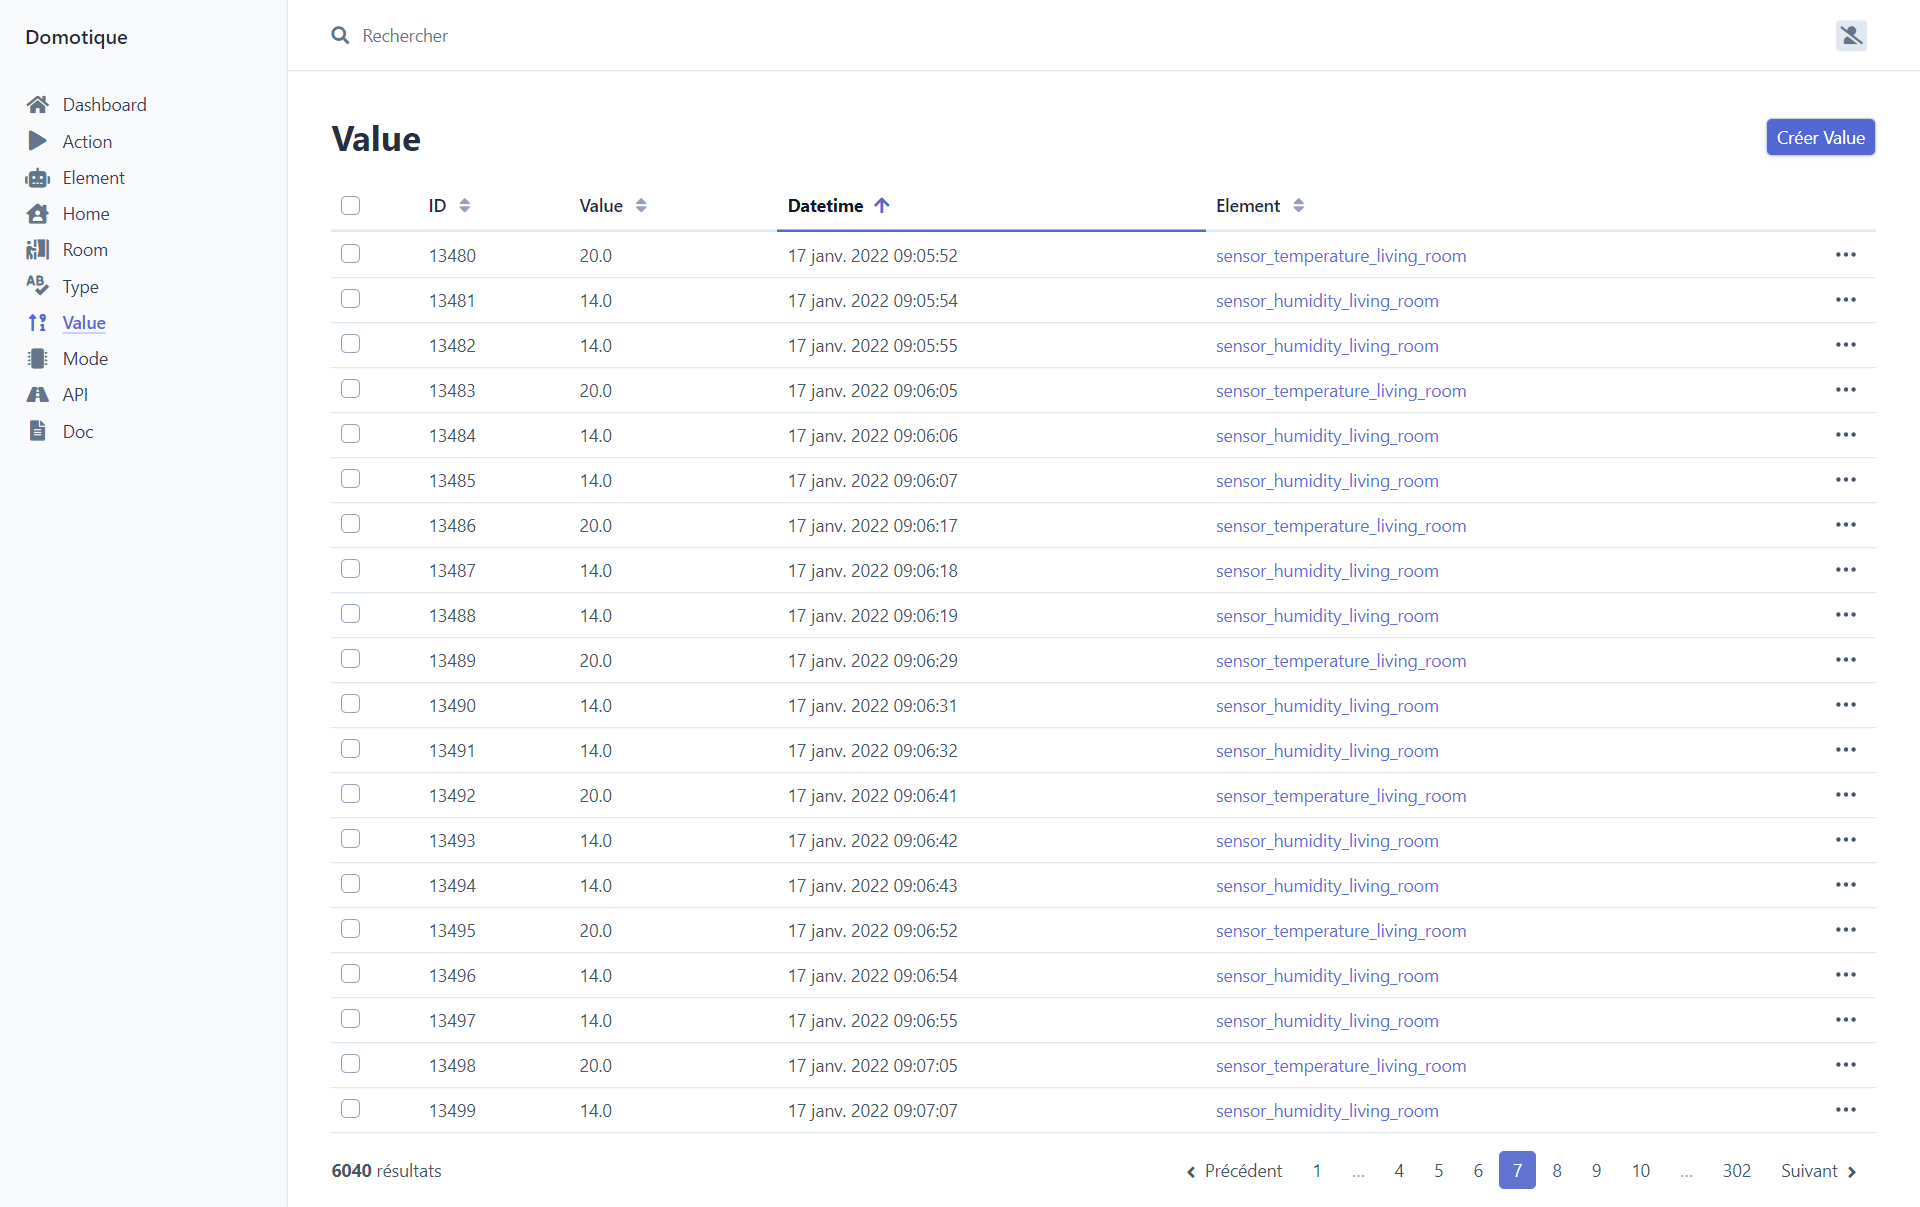 Domotique
Rechercher
Dashboard
Action
Element
Home
Room
Type
Value
Mode
API
Doc
Value
Créer Value
ID Value Datetime Element
13480 20.0 17 janv. 2022 09:05:52 sensor_temperature_living_room
13481 14.0 17 janv. 2022 09:05:54 sensor_humidity_living_room
13482 14.0 17 janv. 2022 09:05:55 sensor_humidity_living_room
13483 20.0 17 janv. 2022 09:06:05 sensor_temperature_living_room
13484 14.0 17 janv. 2022 09:06:06 sensor_humidity_living_room
13485 14.0 17 janv. 2022 09:06:07 sensor_humidity_living_room
13486 20.0 17 janv. 2022 09:06:17 sensor_temperature_living_room
13487 14.0 17 janv. 2022 09:06:18 sensor_humidity_living_room
13488 14.0 17 janv. 2022 09:06:19 sensor_humidity_living_room
13489 20.0 17 janv. 2022 09:06:29 sensor_temperature_living_room
13490 14.0 17 janv. 2022 09:06:31 sensor_humidity_living_room
13491 14.0 17 janv. 2022 09:06:32 sensor_humidity_living_room
13492 20.0 17 janv. 2022 09:06:41 sensor_temperature_living_room
13493 14.0 17 janv. 2022 09:06:42 sensor_humidity_living_room
13494 14.0 17 janv. 2022 09:06:43 sensor_humidity_living_room
13495 20.0 17 janv. 2022 09:06:52 sensor_temperature_living_room
13496 14.0 17 janv. 2022 09:06:54 sensor_humidity_living_room
13497 14.0 17 janv. 2022 09:06:55 sensor_humidity_living_room
13498 20.0 17 janv. 2022 09:07:05 sensor_temperature_living_room
13499 14.0 17 janv. 2022 09:07:07 sensor_humidity_living_room
6040 résultats
Précédent 1 ... 4 5 6 7 8 9 10 ... 302 Suivant